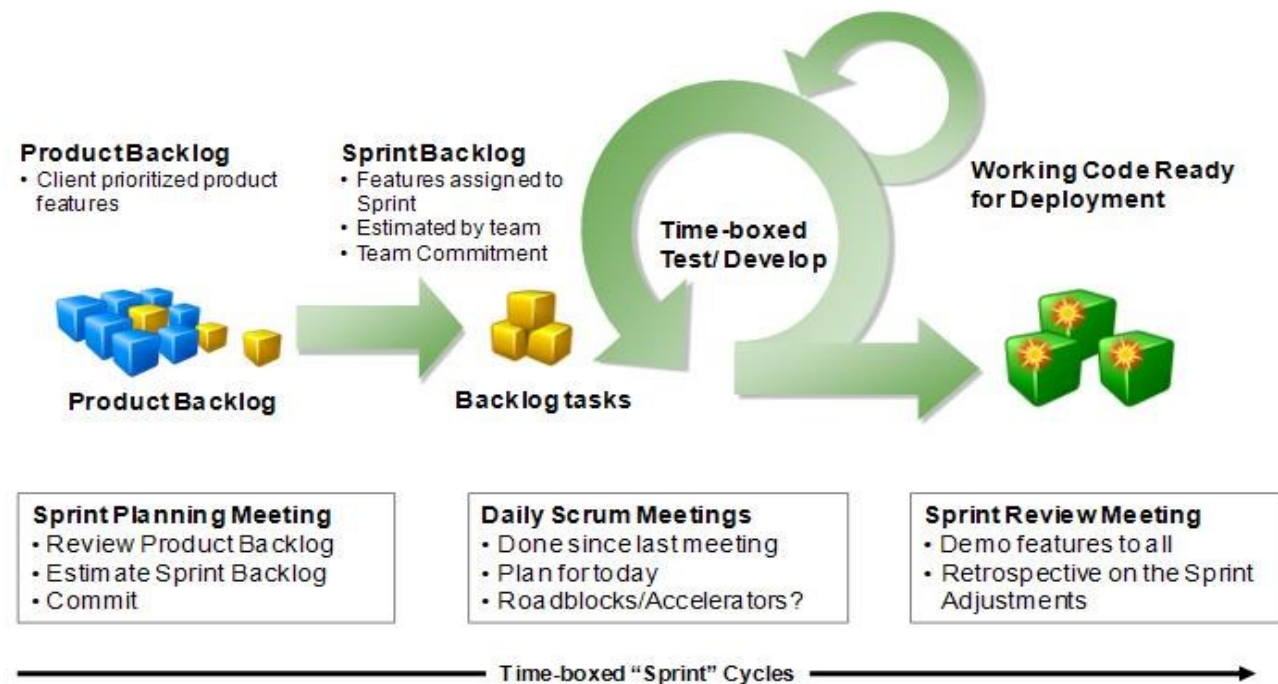 Product Backlog
• Client prioritized product
features
Sprint Backlog
• Features assigned to
Sprint
• Estimated by team
• Team Commitment
Time-boxed
Test/ Develop
Working Code Ready
for Deployment
Product Backlog
Backlog tasks
Sprint Planning Meeting
• Review Product Backlog
• Estimate Sprint Backlog
• Commit
Daily Scrum Meetings
• Done since last meeting
• Plan for today
• Roadblocks/Accelerators?
Sprint Review Meeting
• Demo features to all
• Retrospective on the Sprint
Adjustments
Time-boxed “Sprint” Cycles